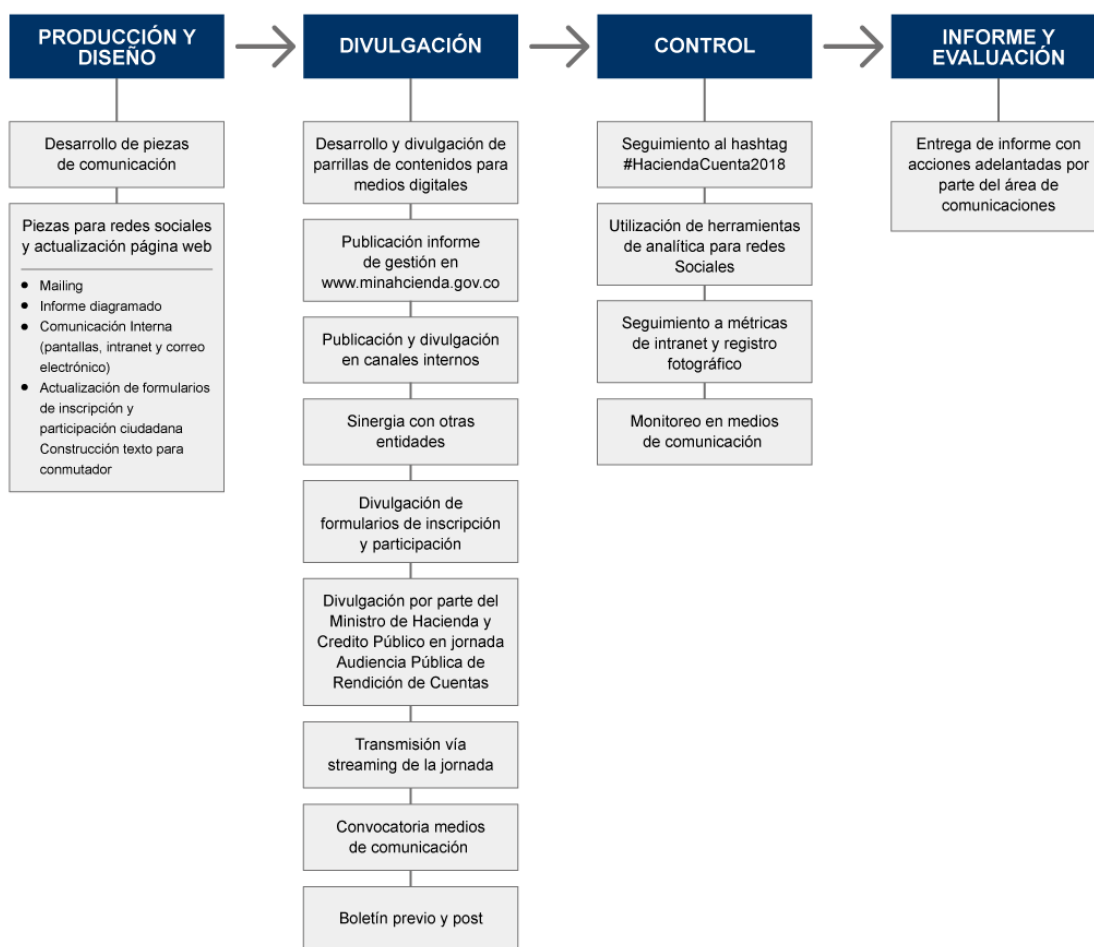 PRODUCCIÓN Y
DISEÑO
Desarrollo de piezas
de comunicación
Piezas para redes sociales
y actualización página web
• Mailing
• Informe diagramado
• Comunicación Interna
(pantallas, intranet y correo
electrónico)
• Actualización de formularios
de inscripción y
participación ciudadana
Construcción texto para
conmutador
DIVULGACIÓN
Desarrollo y divulgación de
parrillas de contenidos para
medios digitales
Publicación informe
de gestión en
www.minahcienda.gov.co
Publicación y divulgación
en canales internos
Sinergia con otras
entidades
Divulgación de
formularios de inscripción
y participación
Divulgación por parte del
Ministro de Hacienda y
Credito Público en jornada
Audiencia Pública de
Rendición de Cuentas
Transmisión vía
streaming de la jornada
Convocatoria medios
de comunicación
Boletín previo y post
CONTROL
Seguimiento al hashtag
#HaciendaCuenta2018
Utilización de herramientas
de analítica para redes
Sociales
Seguimiento a métricas
de intranet y registro
fotográfico
Monitoreo en medios
de comunicación
INFORME Y
EVALUACIÓN
Entrega de informe con
acciones adelantadas por
parte del área de
comunicaciones